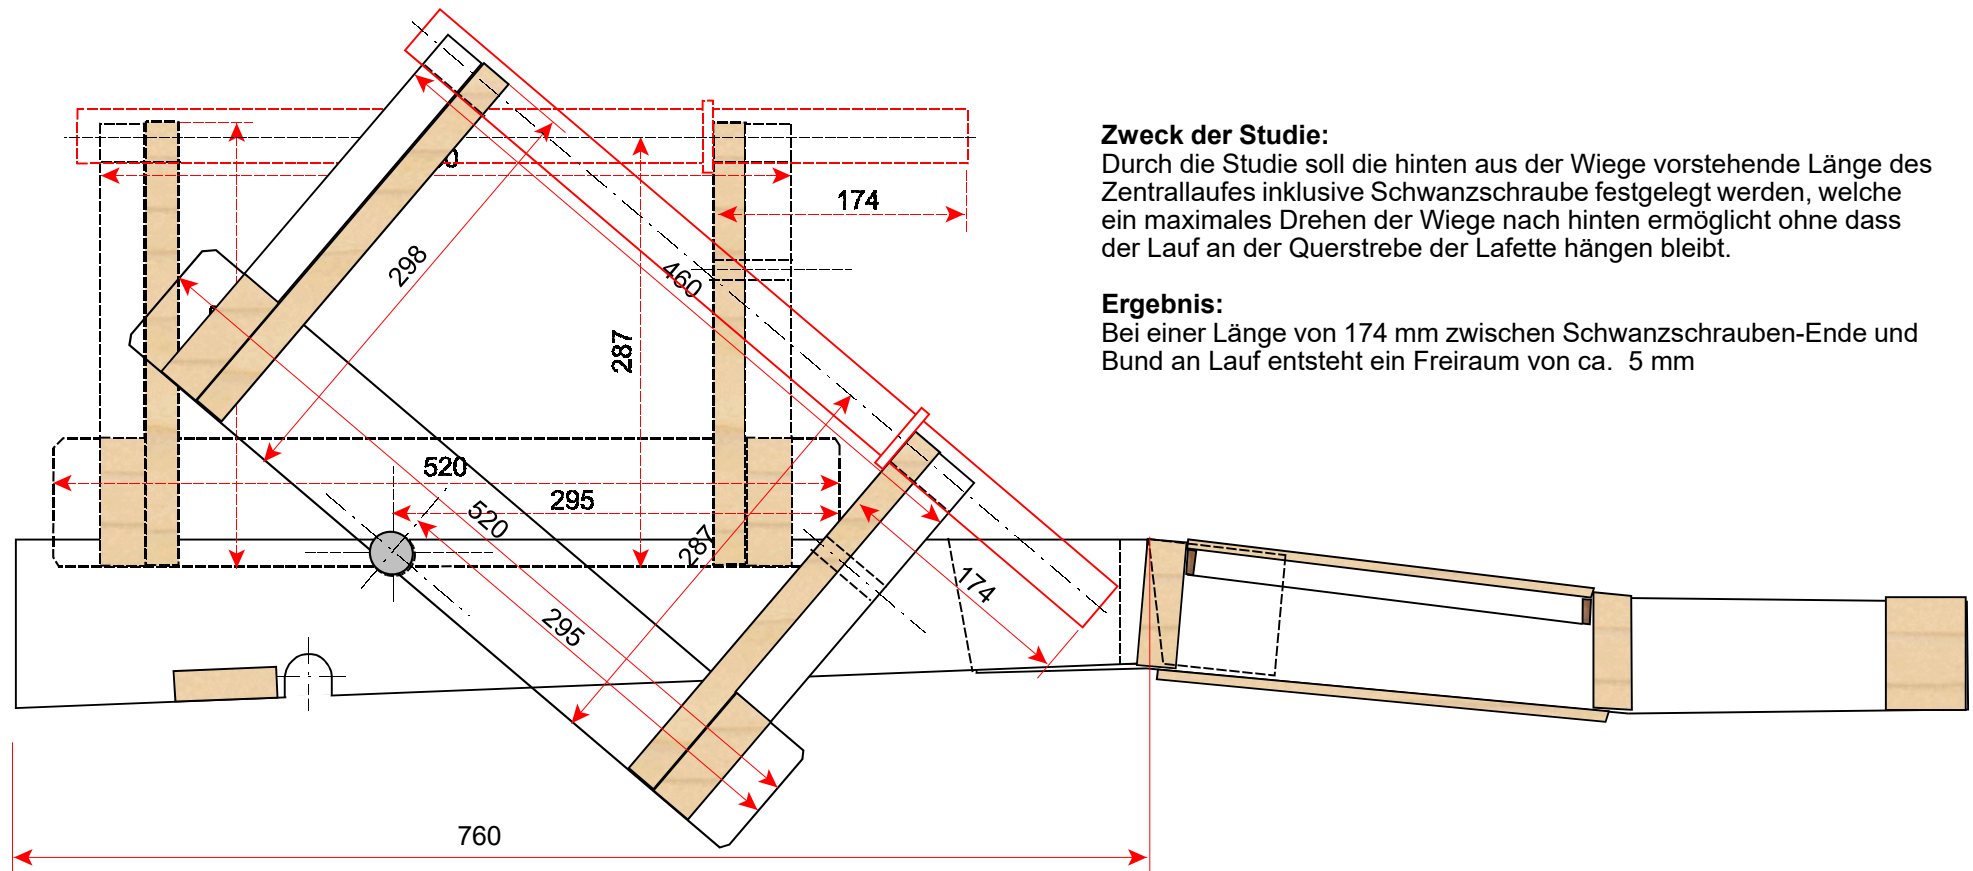 Zweck der Studie:
Durch die Studie soll die hinten aus der Wiege vorstehende Länge des
Zentrallaufes inklusive Schwanzschraube festgelegt werden, welche
ein maximales Drehen der Wiege nach hinten ermöglicht ohne dass
der Lauf an der Querstrebe der Lafette hängen bleibt.
Ergebnis:
Bei einer Länge von 174 mm zwischen Schwanzschrauben-Ende und
Bund an Lauf entsteht ein Freiraum von ca. 5 mm
174
298
460
287
520
295
520
287
174
295
760